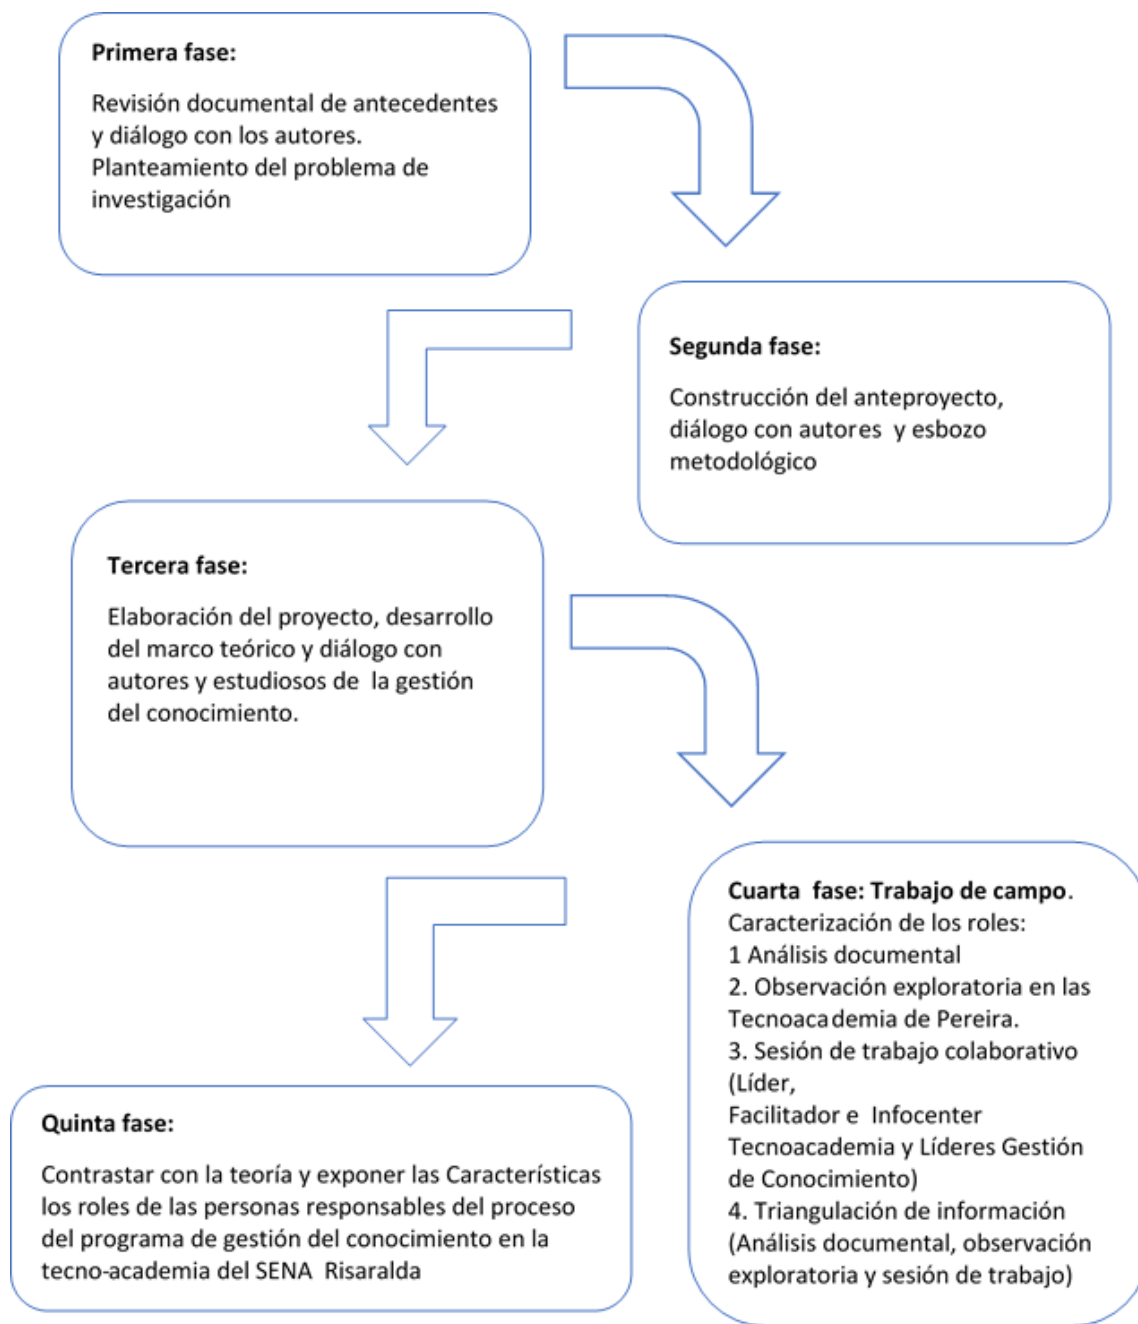 Primera fase:
Revisión documental de antecedentes
y diálogo con los autores.
Planteamiento del problema de
investigación
Segunda fase:
Construcción del anteproyecto,
diálogo con autores y esbozo
metodológico
Tercera fase:
Elaboración del proyecto, desarrollo
del marco teórico y diálogo con
autores y estudiosos de la gestión
del conocimiento.
Cuarta fase: Trabajo de campo.
Caracterización de los roles:
1 Análisis documental
2. Observación exploratoria en las
Tecnoacademia de Pereira.
3. Sesión de trabajo colaborativo
(Líder,
Facilitador e Infocenter
Tecnoacademia y Líderes Gestión
de Conocimiento)
4. Triangulación de información
(Análisis documental, observación
exploratoria y sesión de trabajo)
Quinta fase:
Contrastar con la teoría y exponer las Características
los roles de las personas responsables del proceso
del programa de gestión del conocimiento en la
tecno-academia del SENA Risaralda